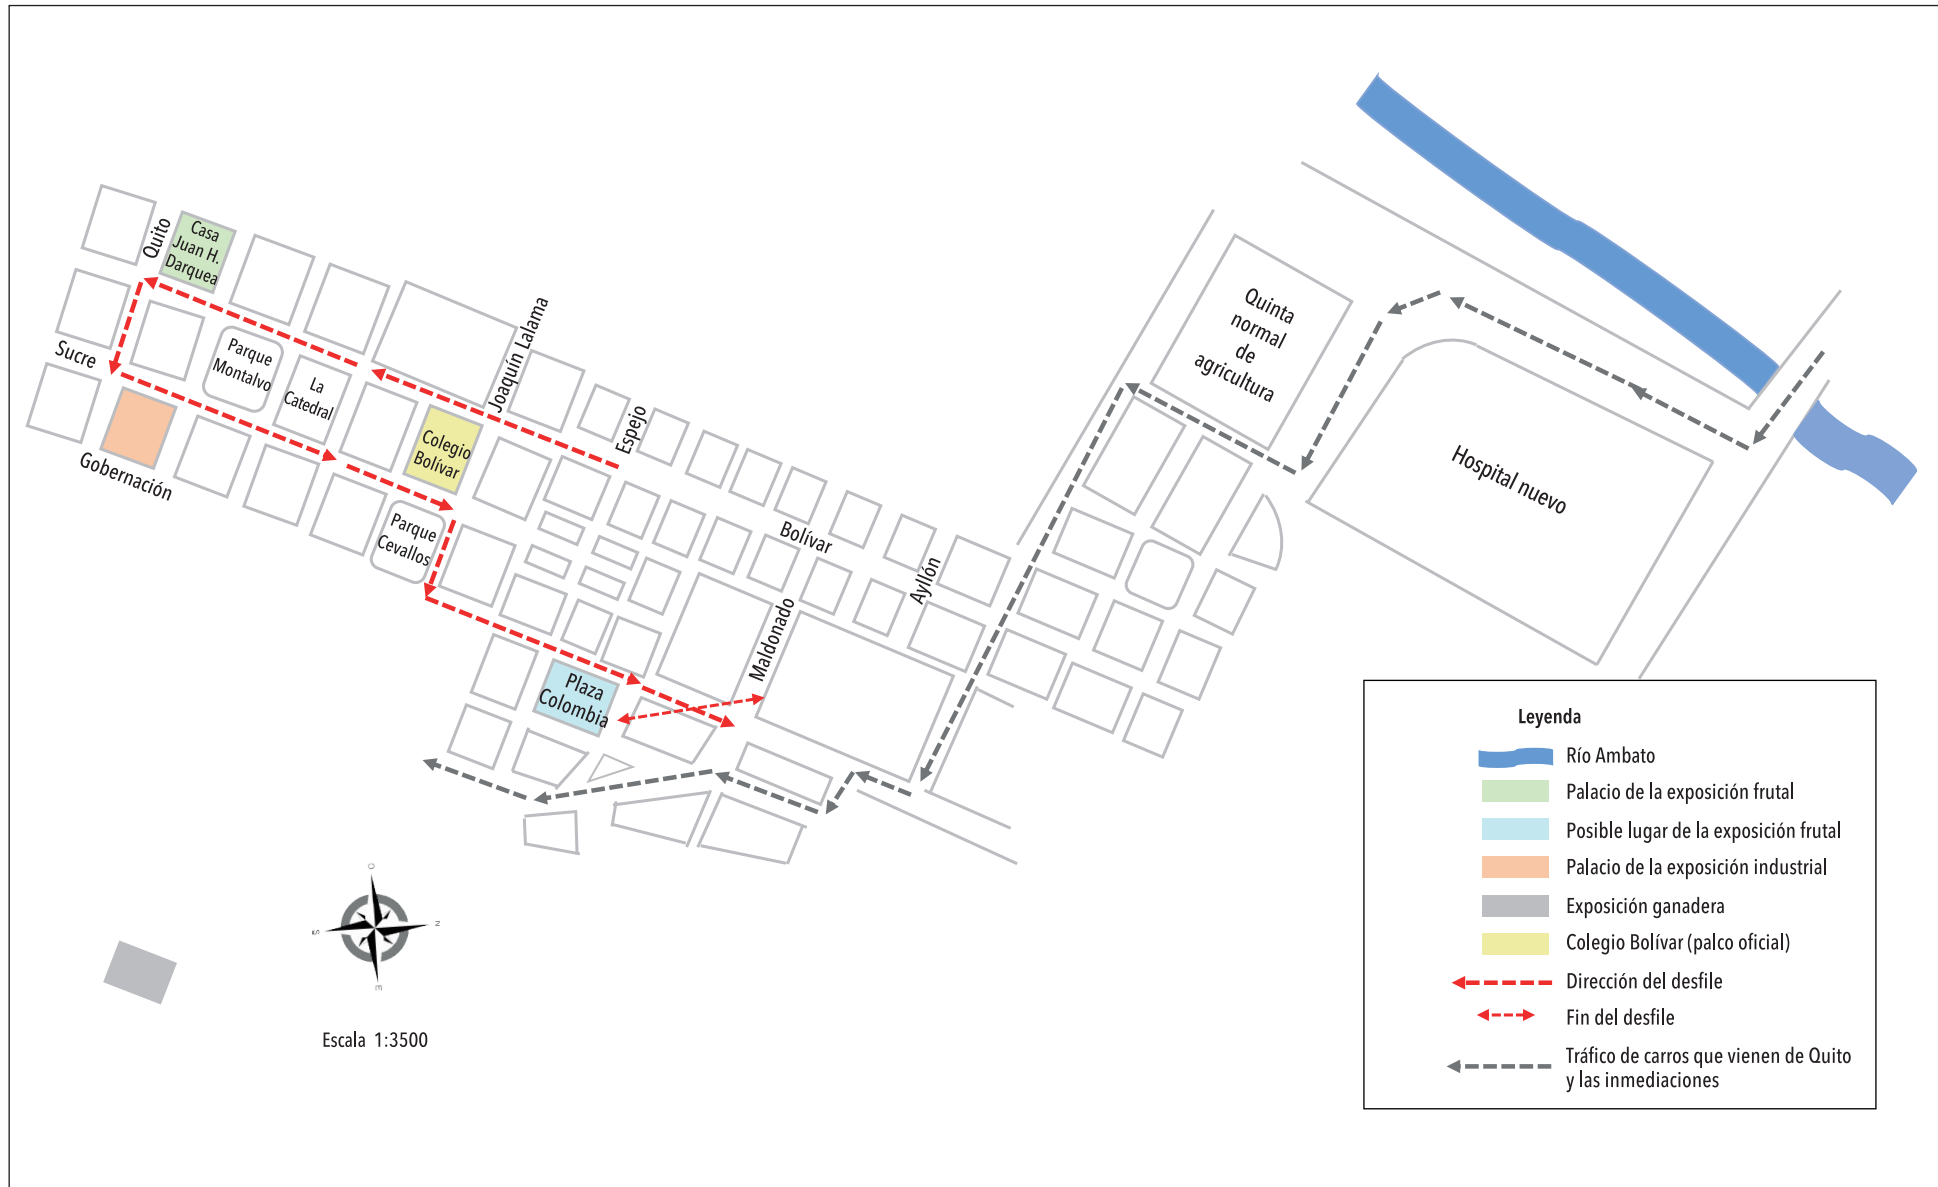 Quito
Casa
Juan H.
Darquea
Sucre
Parque
Montalvo
La
Catedral
Gobernación
Colegio
Bolívar
Joaquín Lalama
Espejo
Parque
Cevallos
Bolívar
Ayllón
Maldonado
Plaza
Colombia
Quinta
normal
de
agricultura
Hospital nuevo
O
S
N
E
Escala 1:3500
Leyenda
Río Ambato
Palacio de la exposición frutal
Posible lugar de la exposición frutal
Palacio de la exposición industrial
Exposición ganadera
Colegio Bolívar (palco oficial)
Dirección del desfile
Fin del desfile
Tráfico de carros que vienen de Quito
y las inmediaciones